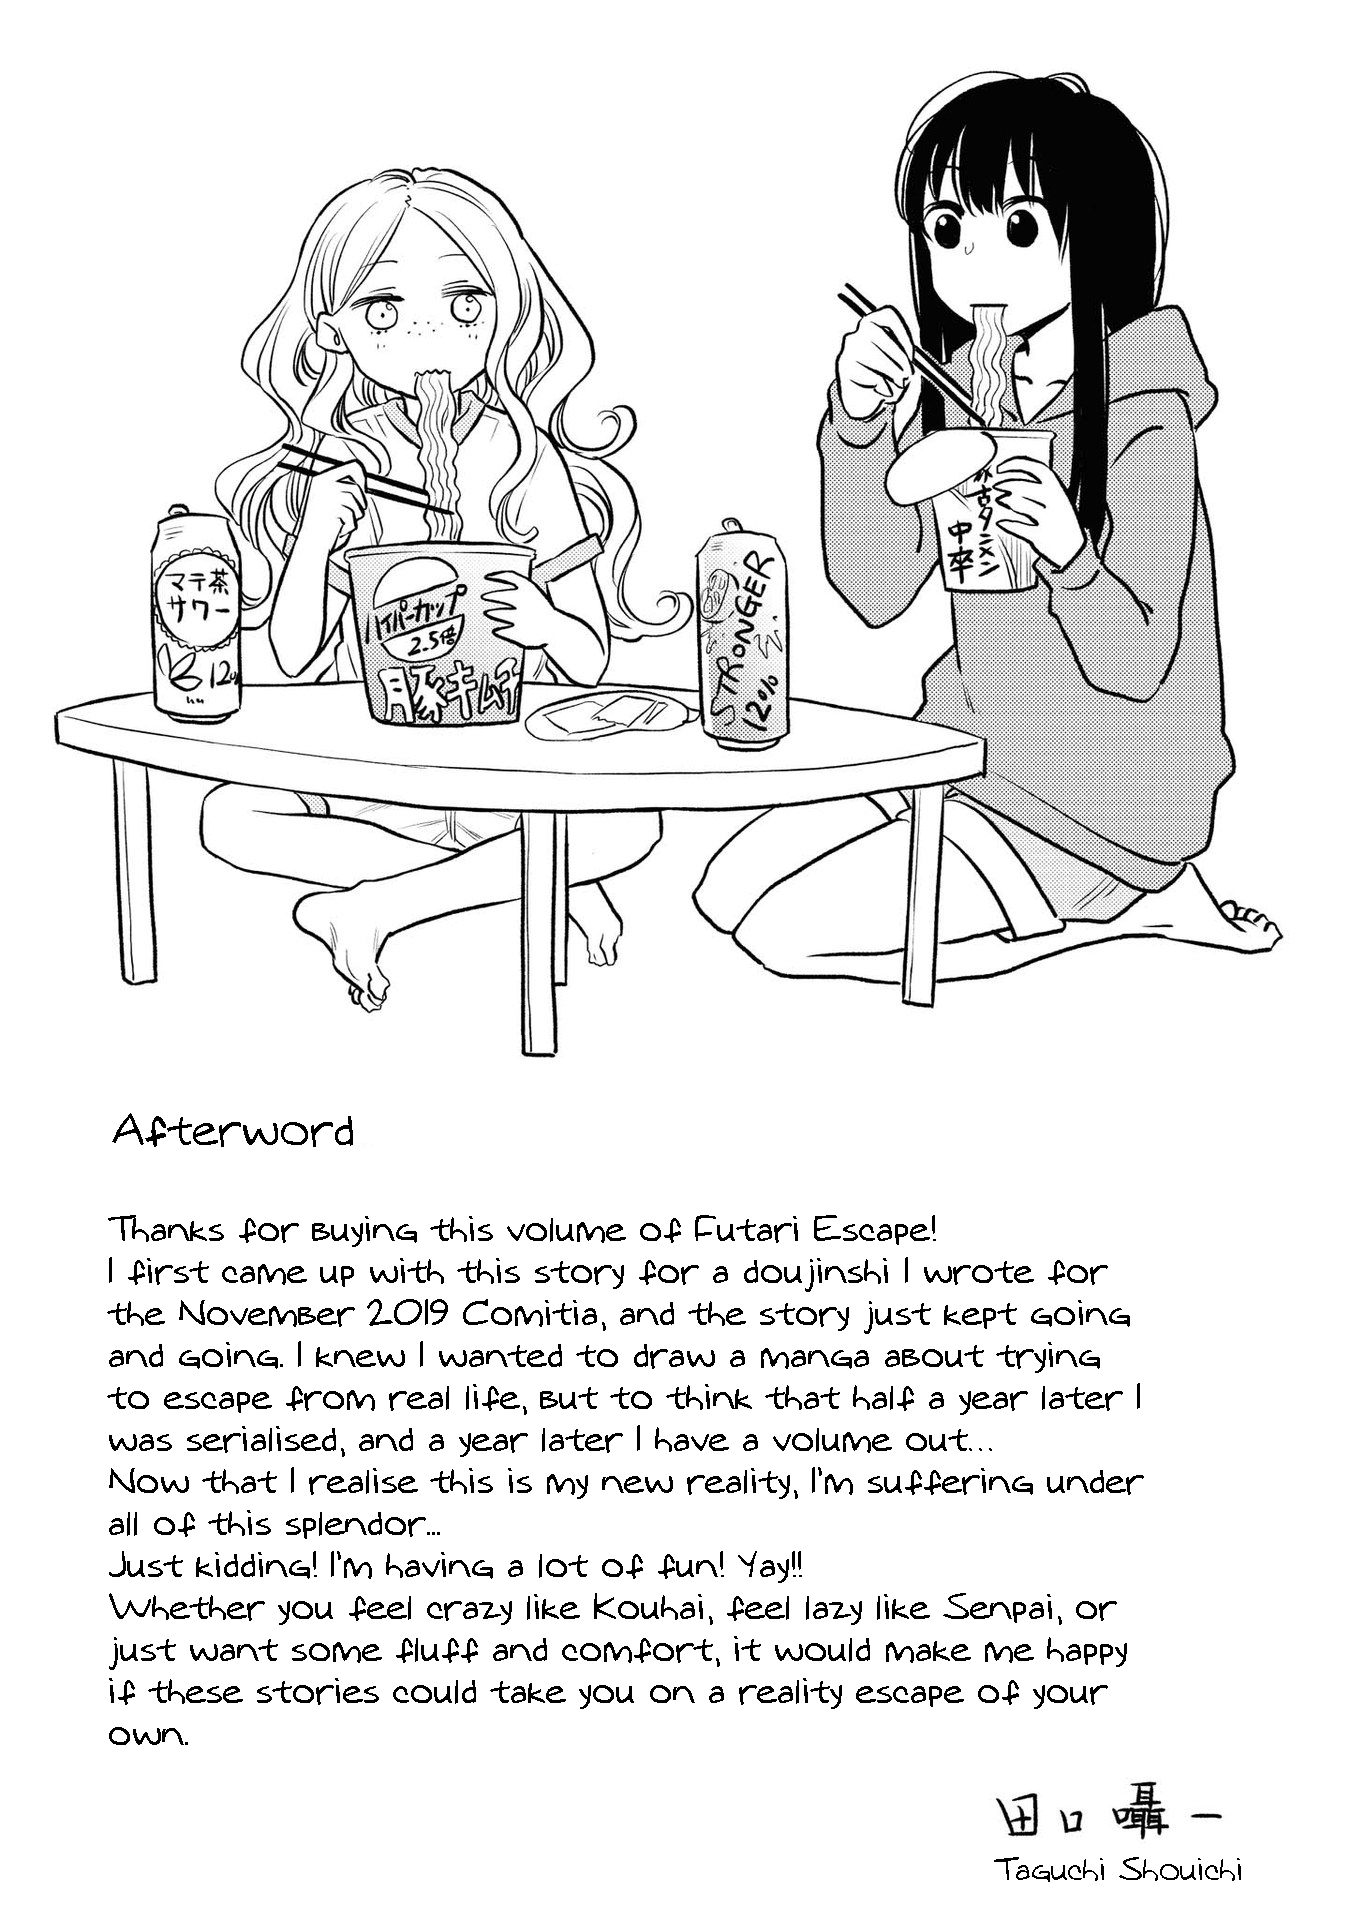 マテ茶
サワー
12%
ハイパーカップ
2.5倍
豚キムチ
STRONGER
12%
中卒
Afterword
Thanks for buying this volume of Futari Escape!
I first came up with this story for a doujinshi I wrote for
the November 2019 Comitia, and the story just kept going
and going. I knew I wanted to draw a manga about trying
to escape from real life, but to think that half a year later I
was serialised, and a year later I have a volume out...
Now that I realise this is my new reality, I'm suffering under
all of this splendor...
Just kidding! I'm having a lot of fun! Yay!!
Whether you feel crazy like Kouhai, feel lazy like Senpai, or
just want some fluff and comfort, it would make me happy
if these stories could take you on a reality escape of your
own.
田口囁一
Taguchi Shouichi